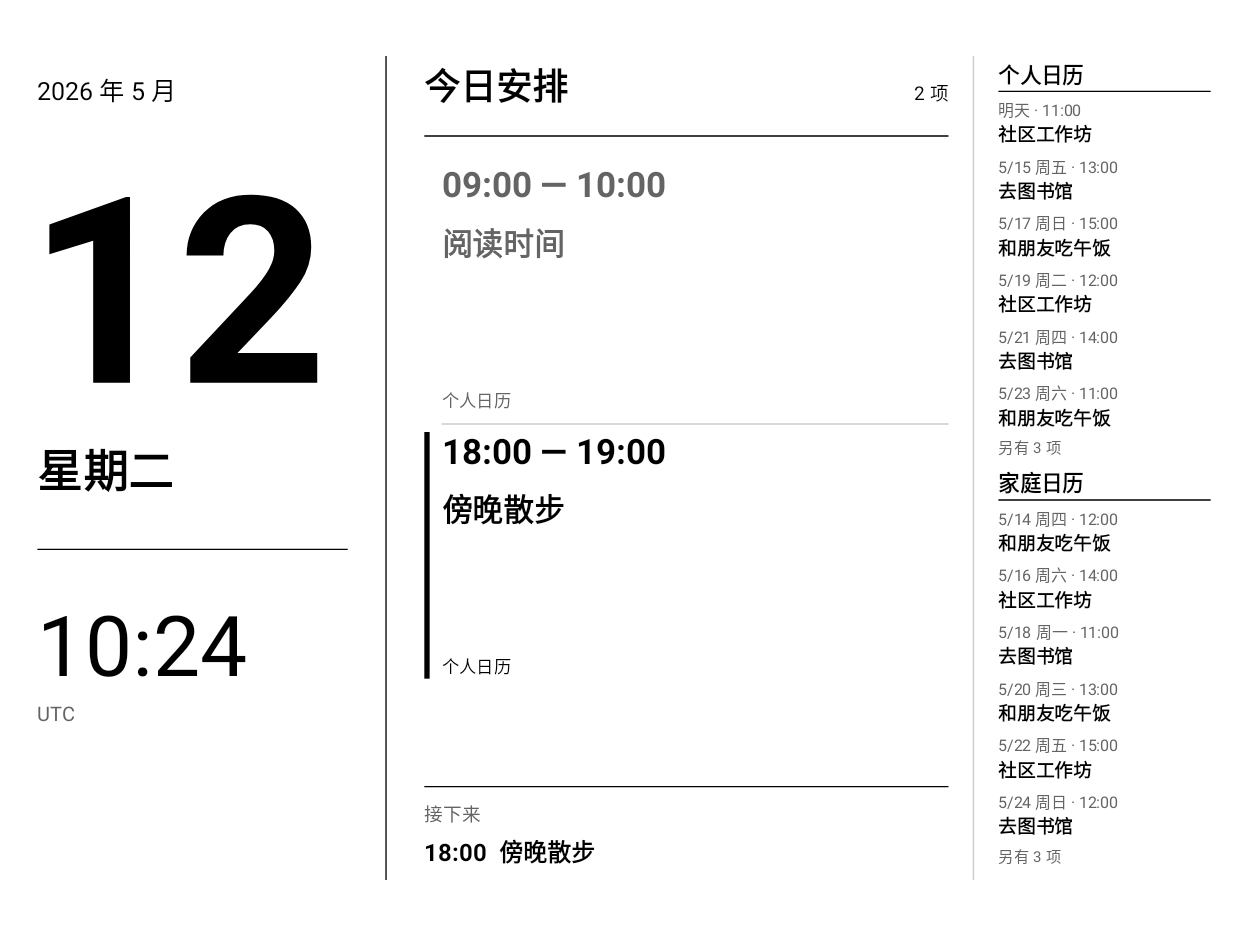 2026 年 5 月
12
星期二
10:24
UTC
今日安排
2 项
09:00 — 10:00
阅读时间
个人日历
18:00 — 19:00
傍晚散步
个人日历
接下来
18:00 傍晚散步
个人日历
明天 · 11:00
社区工作坊
5/15 周五 · 13:00
去图书馆
5/17 周日 · 15:00
和朋友吃午饭
5/19 周二 · 12:00
社区工作坊
5/21 周四 · 14:00
去图书馆
5/23 周六 · 11:00
和朋友吃午饭
另有 3 项
家庭日历
5/14 周四 · 12:00
和朋友吃午饭
5/16 周六 · 14:00
社区工作坊
5/18 周一 · 11:00
去图书馆
5/20 周三 · 13:00
和朋友吃午饭
5/22 周五 · 15:00
社区工作坊
5/24 周日 · 12:00
去图书馆
另有 3 项